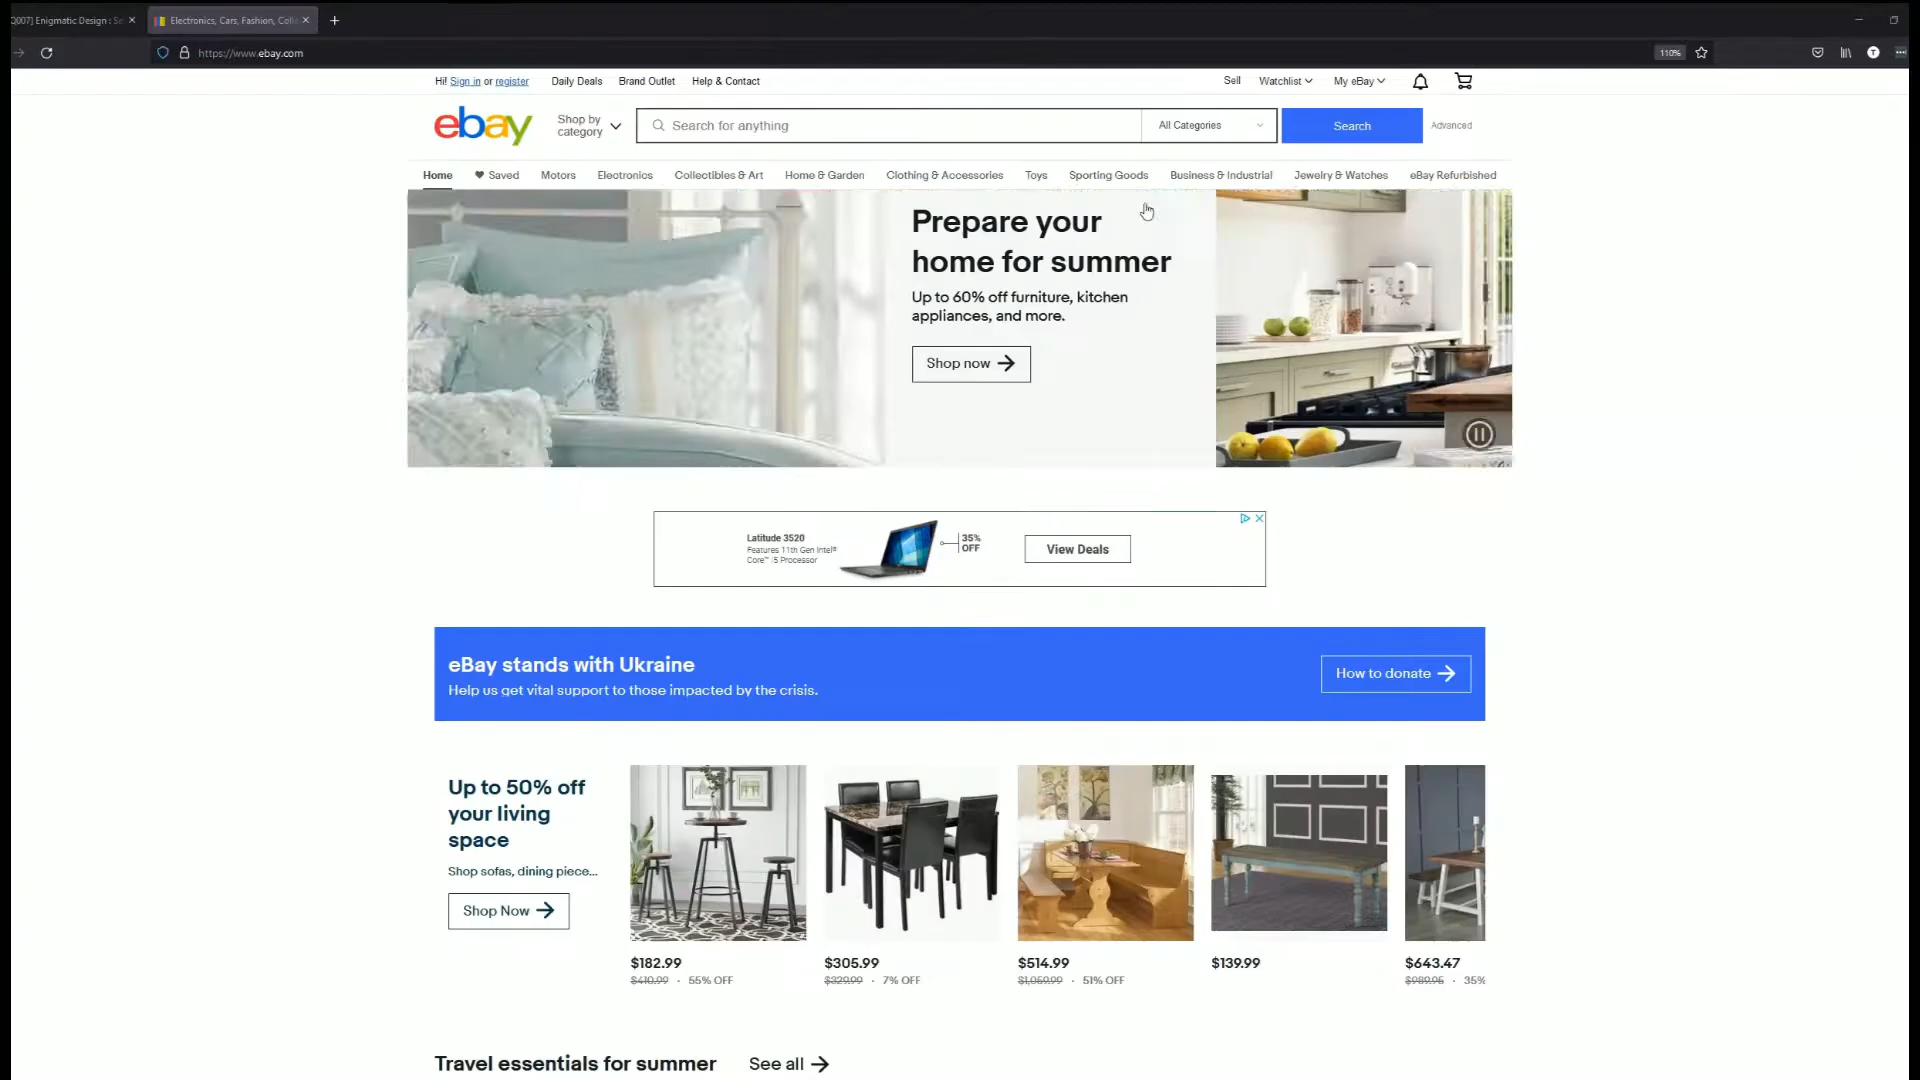 Q007] Enigmatic Design : Se
Electronics, Cars, Fashion, Colle
110%
https://www.ebay.com
Hi! Sign in or register
Daily Deals
Brand Outlet
Help & Contact
Sell
Watchlist
My eBay
ebay
Shop by
category
Search for anything
All Categories
Search
Advanced
Home
Saved
Motors
Electronics
Collectibles & Art
Home & Garden
Clothing & Accessories
Toys
Sporting Goods
Business & Industrial
Jewelry & Watches
eBay Refurbished
Prepare your
home for summer
Up to 60% off furniture, kitchen
appliances, and more.
Shop now
Latitude 3520
Features 11th Gen Intel®
Core™ i5 Processor
35%
OFF
View Deals
eBay stands with Ukraine
Help us get vital support to those impacted by the crisis.
How to donate
Up to 50% off
your living
space
Shop sofas, dining piece...
Shop Now
$182.99
$410.99 · 55% OFF
$305.99
$329.99 · 7% OFF
$514.99
$1,059.99 · 51% OFF
$139.99
$643.47
$989.95 · 35%
Travel essentials for summer
See all